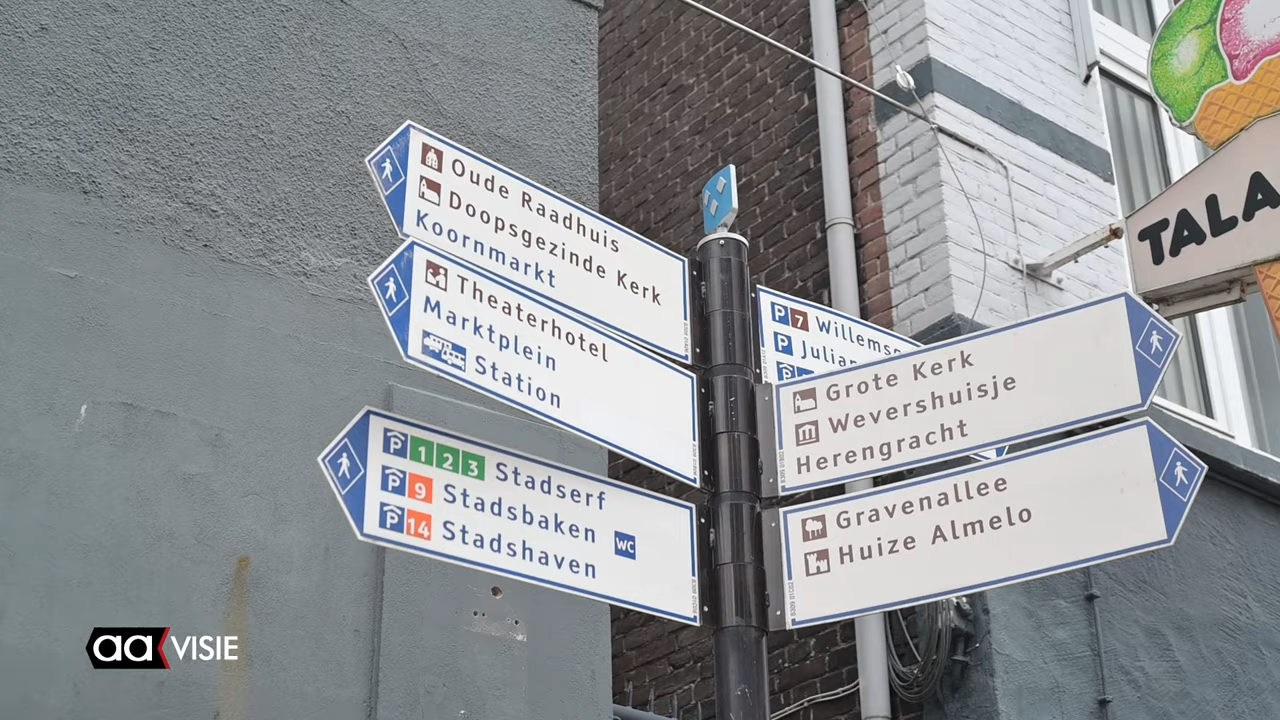 Oude Raadhuis
Doopsgezinde Kerk
Koornmarkt
Theaterhotel
Marktplein
Station
P 1 2 3 Stadserf
P 9 Stadsbaken WC
P 14 Stadshaven
P 7
P
P
Grote Kerk
Wevershuisje
Herengracht
Gravenallee
Huize Almelo
TALA
aa VISIE